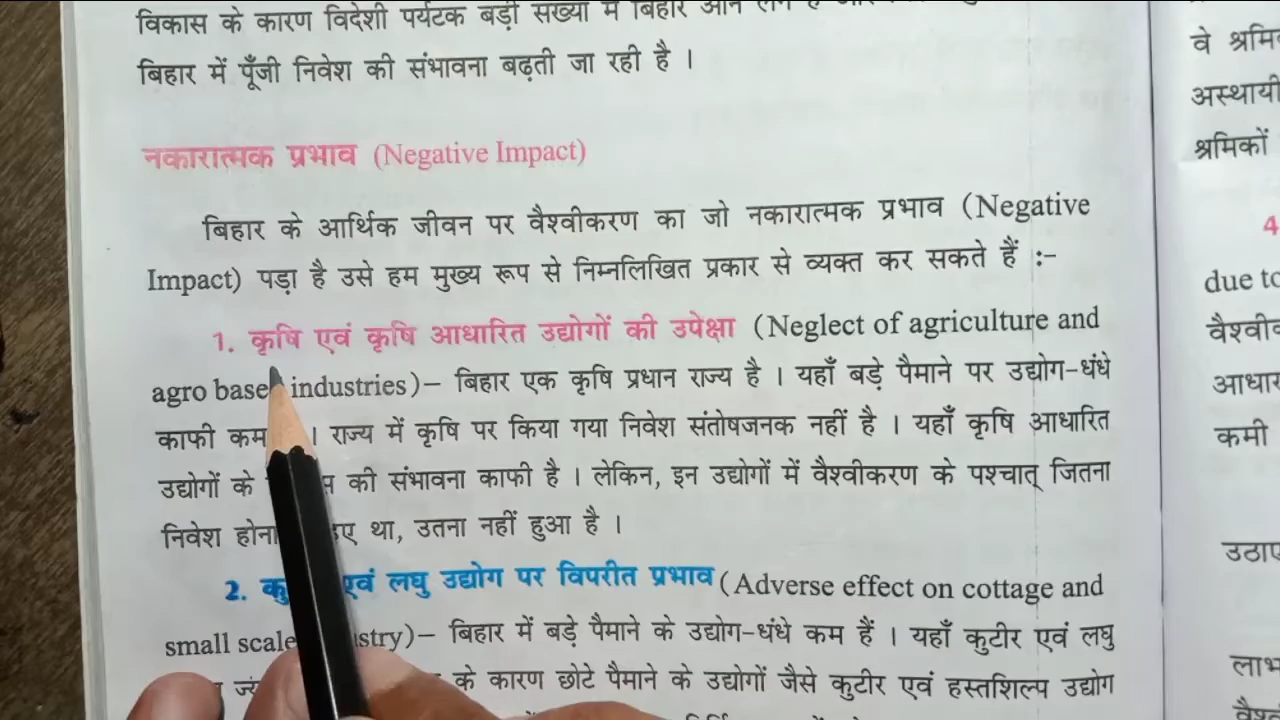 विकास के कारण विदेशी पर्यटक बड़ी संख्या में बिहार आने लगे हैं
बिहार में पूँजी निवेश की संभावना बढ़ती जा रही है ।
नकारात्मक प्रभाव (Negative Impact)
बिहार के आर्थिक जीवन पर वैश्वीकरण का जो नकारात्मक प्रभाव (Negative
Impact) पड़ा है उसे हम मुख्य रूप से निम्नलिखित प्रकार से व्यक्त कर सकते हैं :–
1. कृषि एवं कृषि आधारित उद्योगों की उपेक्षा (Neglect of agriculture and
agro base industries)– बिहार एक कृषि प्रधान राज्य है । यहाँ बड़े पैमाने पर उद्योग-धंधे
काफी कम । राज्य में कृषि पर किया गया निवेश संतोषजनक नहीं है । यहाँ कृषि आधारित
उद्योगों के की संभावना काफी है । लेकिन, इन उद्योगों में वैश्वीकरण के पश्चात् जितना
निवेश होना था, उतना नहीं हुआ है ।
2. एवं लघु उद्योग पर विपरीत प्रभाव (Adverse effect on cottage and
small scale )– बिहार में बड़े पैमाने के उद्योग-धंधे कम हैं । यहाँ कुटीर एवं लघु
के कारण छोटे पैमाने के उद्योगों जैसे कुटीर एवं हस्तशिल्प उद्योग
वे
अस्थायी
श्रमिकों
4
due to
कमी